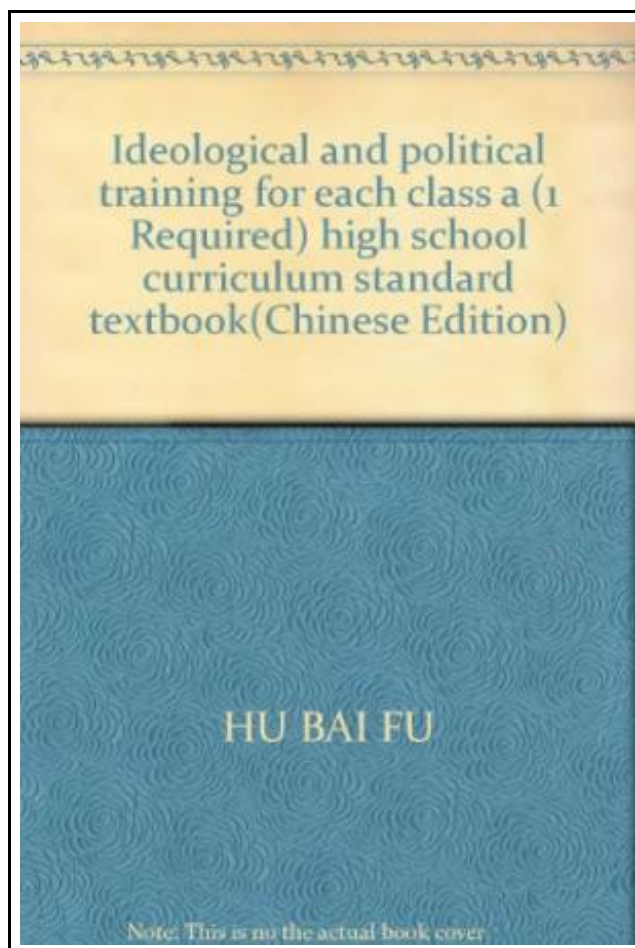 Ideological and political
training for each class a (1
Required) high school
curriculum standard
textbook(Chinese Edition)
HU BAI FU
Note: This is no the actual book cover